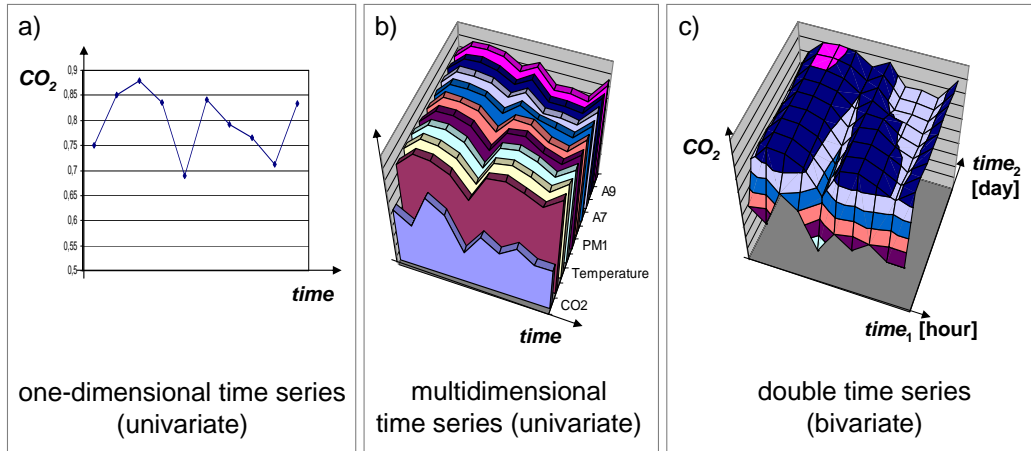 a)
CO2
0,9
0,85
0,8
0,75
0,7
0,65
0,6
0,55
0,5
time
one-dimensional time series
(univariate)
b)
A9
A7
PM1
Temperature
CO2
time
multidimensional
time series (univariate)
c)
CO2
time2
[day]
time1 [hour]
double time series
(bivariate)